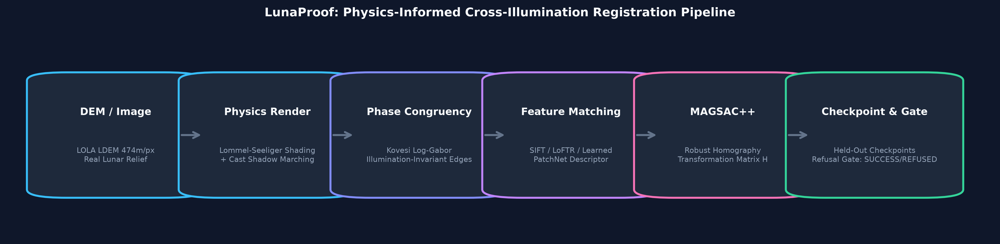 LunaProof: Physics-Informed Cross-Illumination Registration Pipeline
DEM / Image
LOLA LDEM 474m/px
Real Lunar Relief
Physics Render
Lommel-Seeliger Shading
+ Cast Shadow Marching
Phase Congruency
Kovesi Log-Gabor
Illumination-Invariant Edges
Feature Matching
SIFT / LoFTR / Learned
PatchNet Descriptor
MAGSAC++
Robust Homography
Transformation Matrix H
Checkpoint & Gate
Held-Out Checkpoints
Refusal Gate: SUCCESS/REFUSED